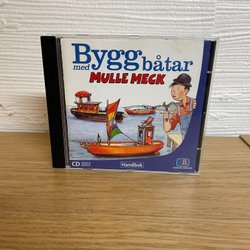 Bygg
med båtar
MULLE MECK
CD
Handbok